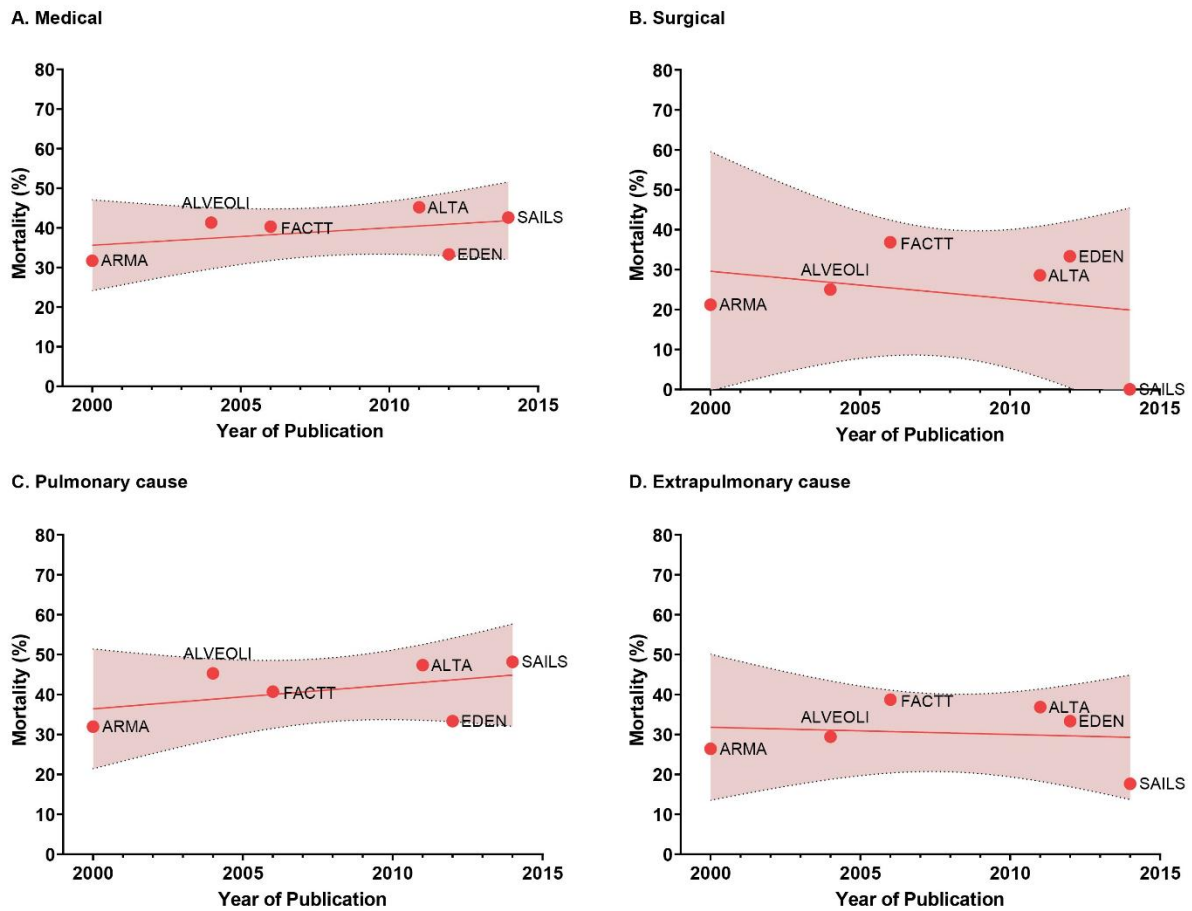 A. Medical
80
70
60
50
40
30
20
10
0
Mortality (%)
ARMA
ALVEOLI
FACTT
ALTA
EDEN
SAILS
2000 2005 2010 2015
Year of Publication
B. Surgical
80
70
60
50
40
30
20
10
0
Mortality (%)
ARMA
ALVEOLI
FACTT
EDEN
ALTA
SAILS
2000 2005 2010 2015
Year of Publication
C. Pulmonary cause
80
70
60
50
40
30
20
10
0
Mortality (%)
ARMA
ALVEOLI
FACTT
ALTA
EDEN
SAILS
2000 2005 2010 2015
Year of Publication
D. Extrapulmonary cause
80
70
60
50
40
30
20
10
0
Mortality (%)
ARMA
ALVEOLI
FACTT
ALTA
EDEN
SAILS
2000 2005 2010 2015
Year of Publication